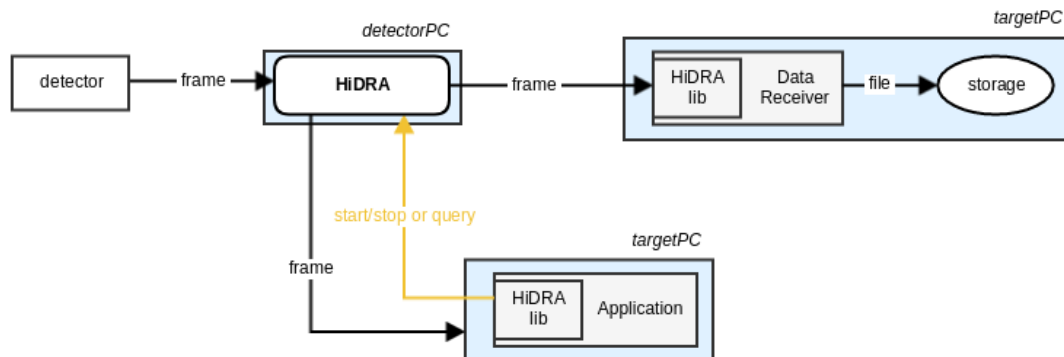 targetPC
detectorPC
detector
frame
HiDRA
frame
HiDRA
lib
Data
Receiver
file
storage
start/stop or query
targetPC
frame
HiDRA
lib
Application